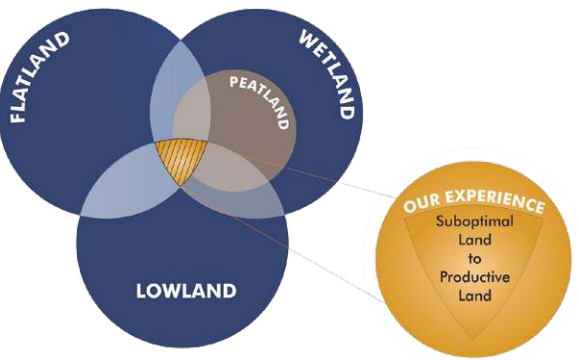 FLATLAND
WETLAND
PEATLAND
LOWLAND
OUR EXPERIENCE
Suboptimal
Land
to
Productive
Land